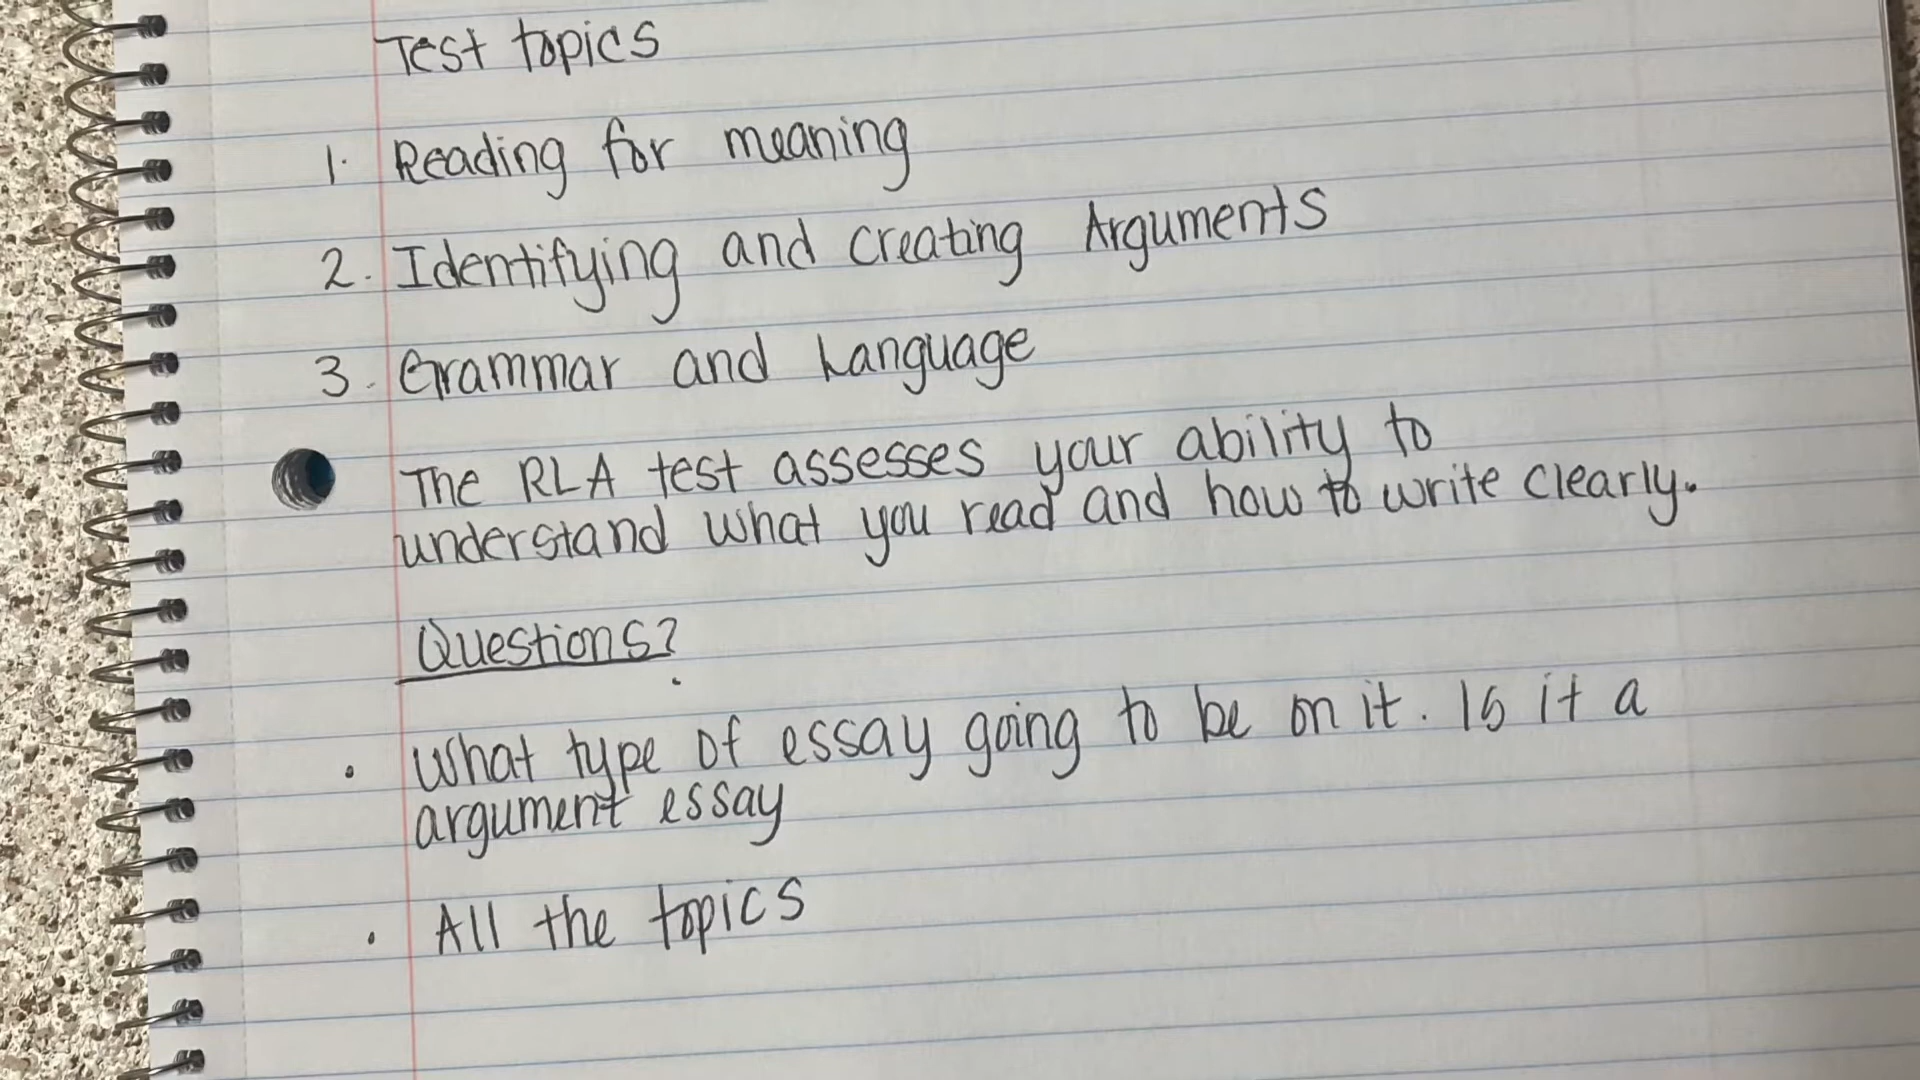 Test topics
1. Reading for meaning
2. Identifying and creating Arguments
3. Grammar and Language
The RLA test assesses your ability to
understand what you read and how to write clearly.
Questions?
. What type of essay going to be on it. Is it a
argument essay
. All the topics